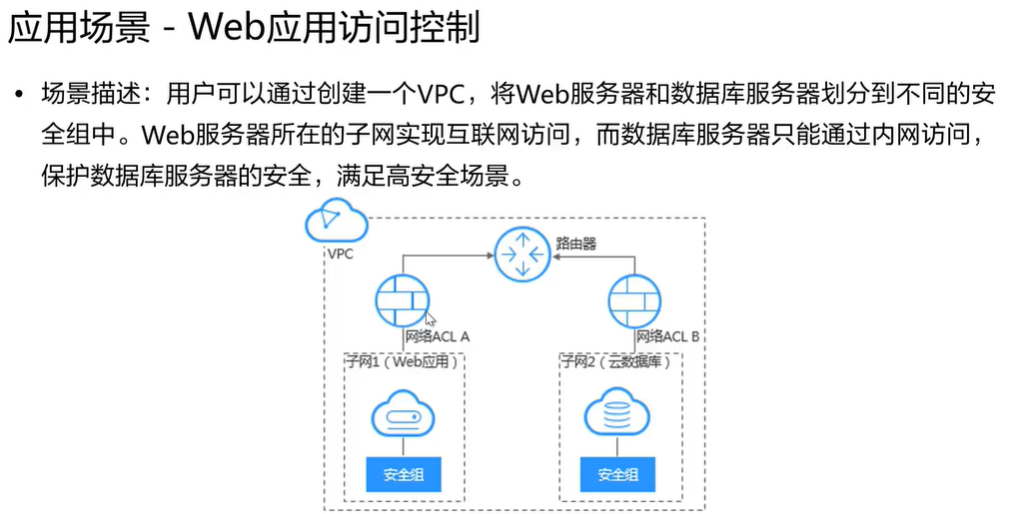 应用场景 - Web应用访问控制
• 场景描述：用户可以通过创建一个VPC，将Web服务器和数据库服务器划分到不同的安
全组中。Web服务器所在的子网实现互联网访问，而数据库服务器只能通过内网访问，
保护数据库服务器的安全，满足高安全场景。
路由器
VPC
网络ACL A
网络ACL B
子网1（Web应用）
子网2（云数据库）
安全组
安全组